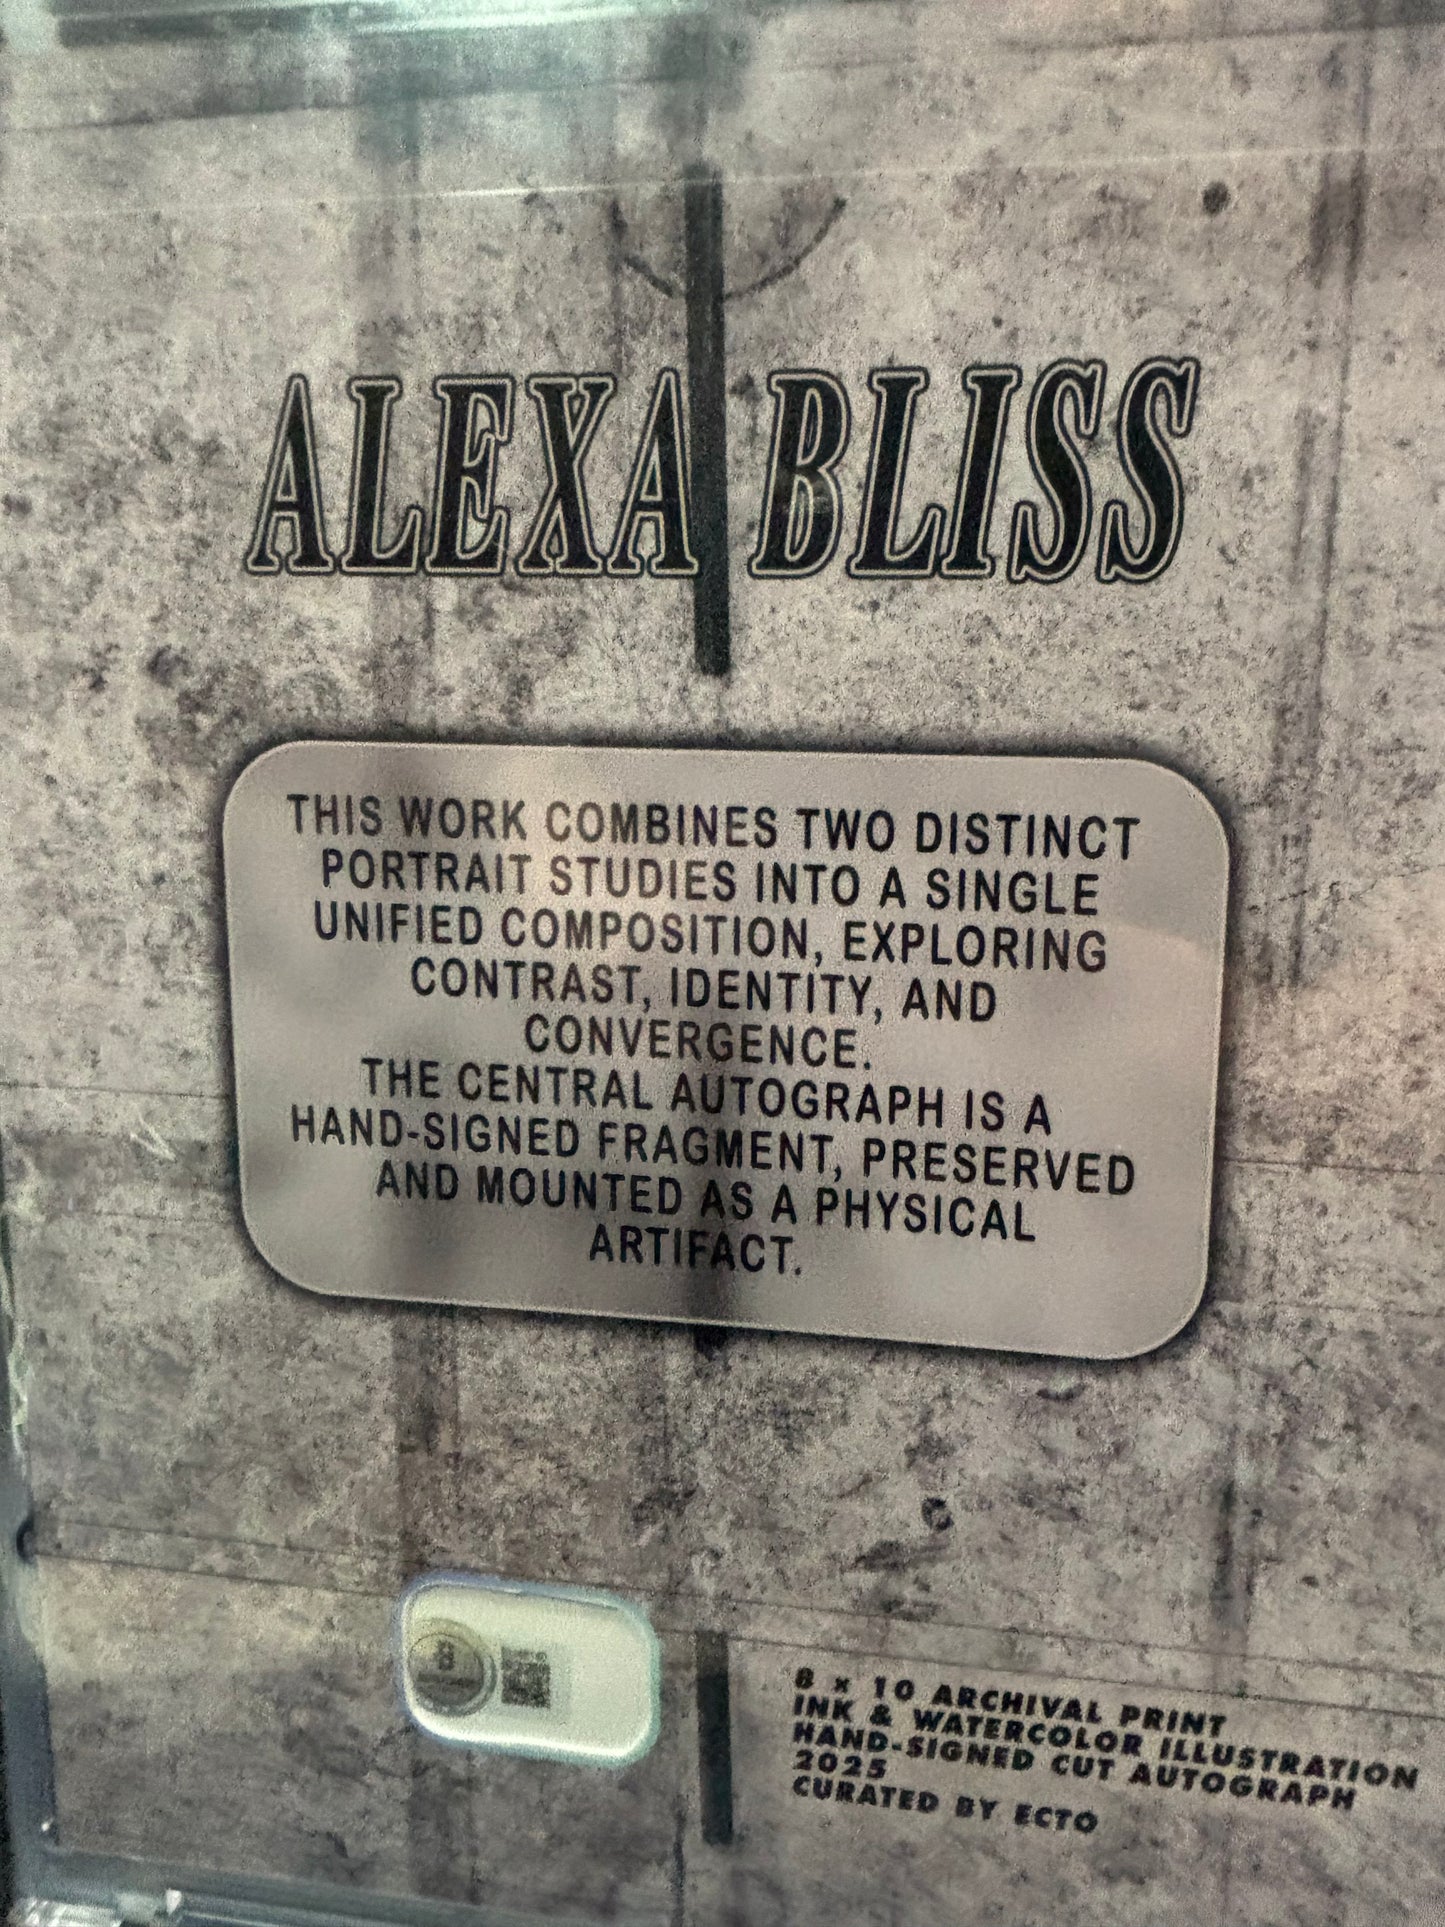 ALEXA BLISS
THIS WORK COMBINES TWO DISTINCT
PORTRAIT STUDIES INTO A SINGLE
UNIFIED COMPOSITION, EXPLORING
CONTRAST, IDENTITY, AND
CONVERGENCE.
THE CENTRAL AUTOGRAPH IS A
HAND-SIGNED FRAGMENT, PRESERVED
AND MOUNTED AS A PHYSICAL
ARTIFACT.
B
8 × 10 ARCHIVAL PRINT
INK & WATERCOLOR ILLUSTRATION
HAND-SIGNED CUT AUTOGRAPH
2025
CURATED BY ECTO